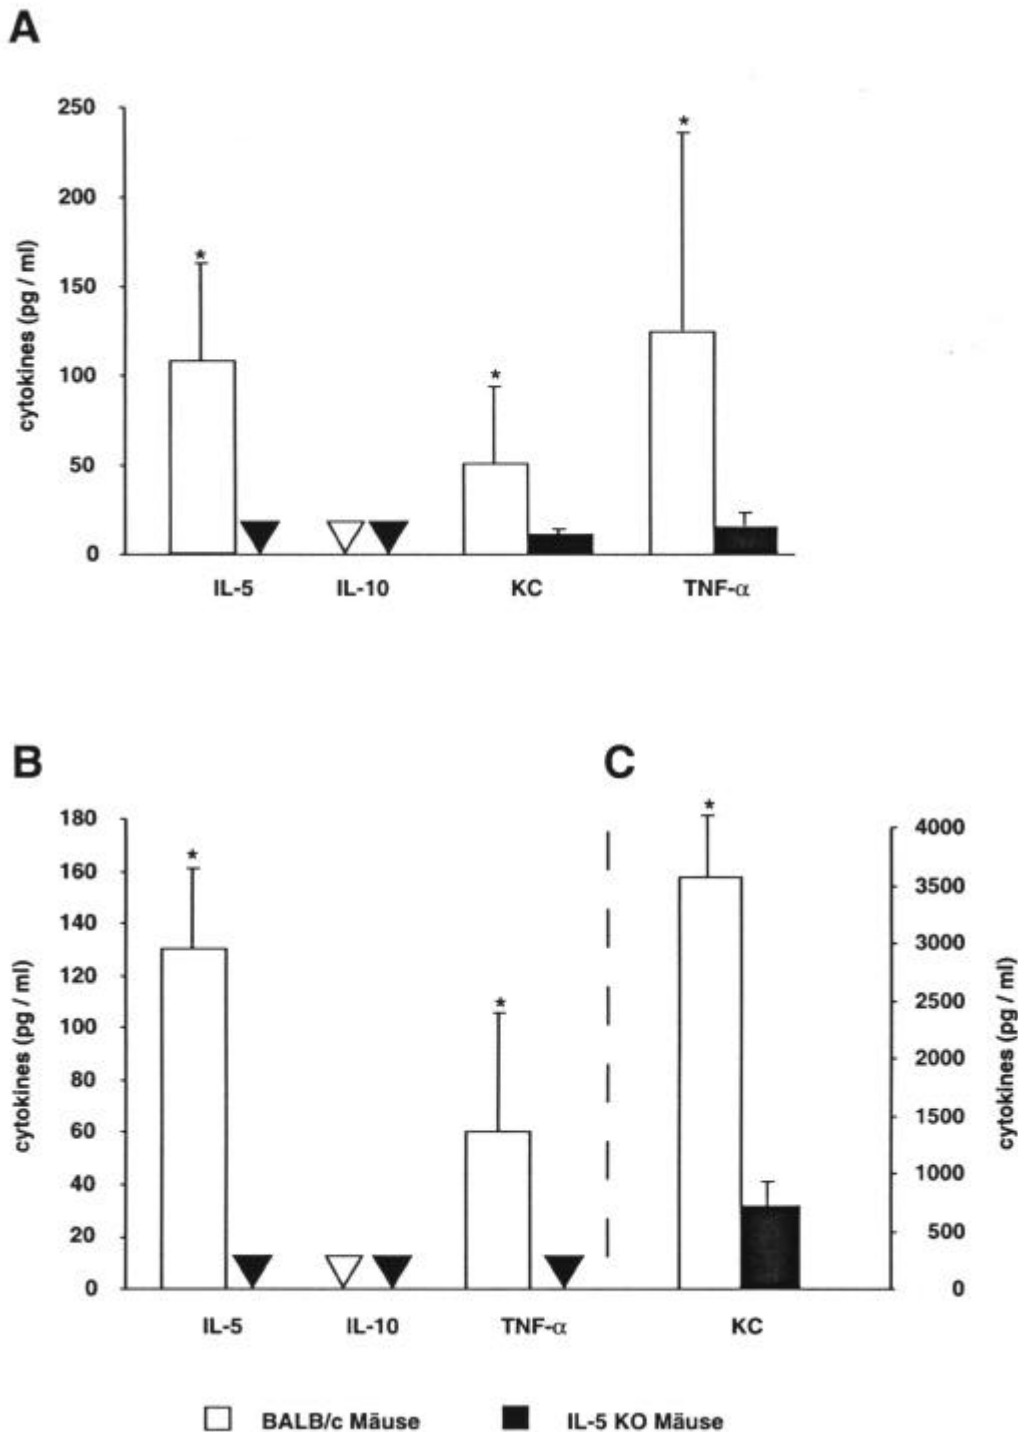 A
250
200
150
100
50
0
cytokines (pg / ml)
* * *
IL-5 IL-10 KC TNF-α
B C
180
160
140
120
100
80
60
40
20
0
cytokines (pg / ml)
* * *
4000
3500
3000
2500
2000
1500
1000
500
0
cytokines (pg / ml)
IL-5 IL-10 TNF-α KC
BALB/c Mäuse IL-5 KO Mäuse